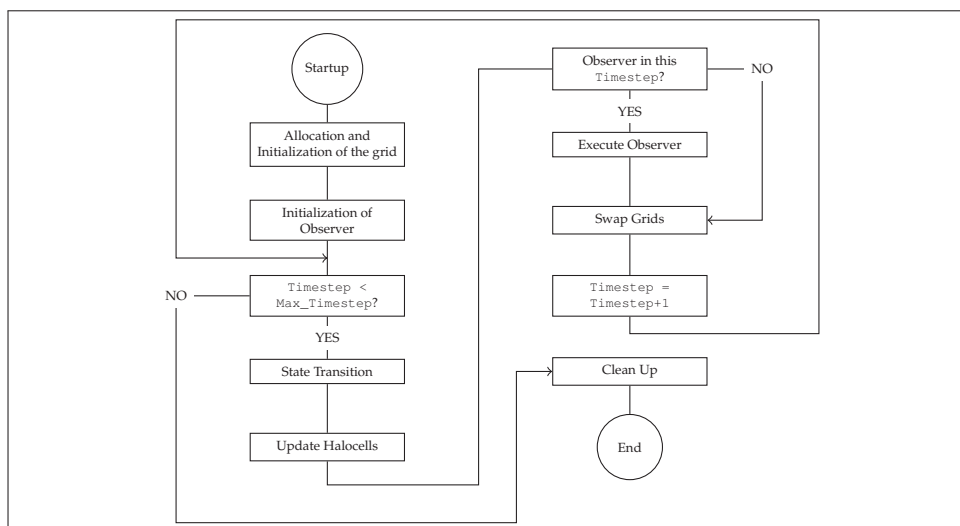 Startup
Allocation and
Initialization of the grid
Initialization of
Observer
Timestep <
Max_Timestep?
NO
YES
State Transition
Update Halocells
Observer in this
Timestep?
NO
YES
Execute Observer
Swap Grids
Timestep =
Timestep+1
Clean Up
End